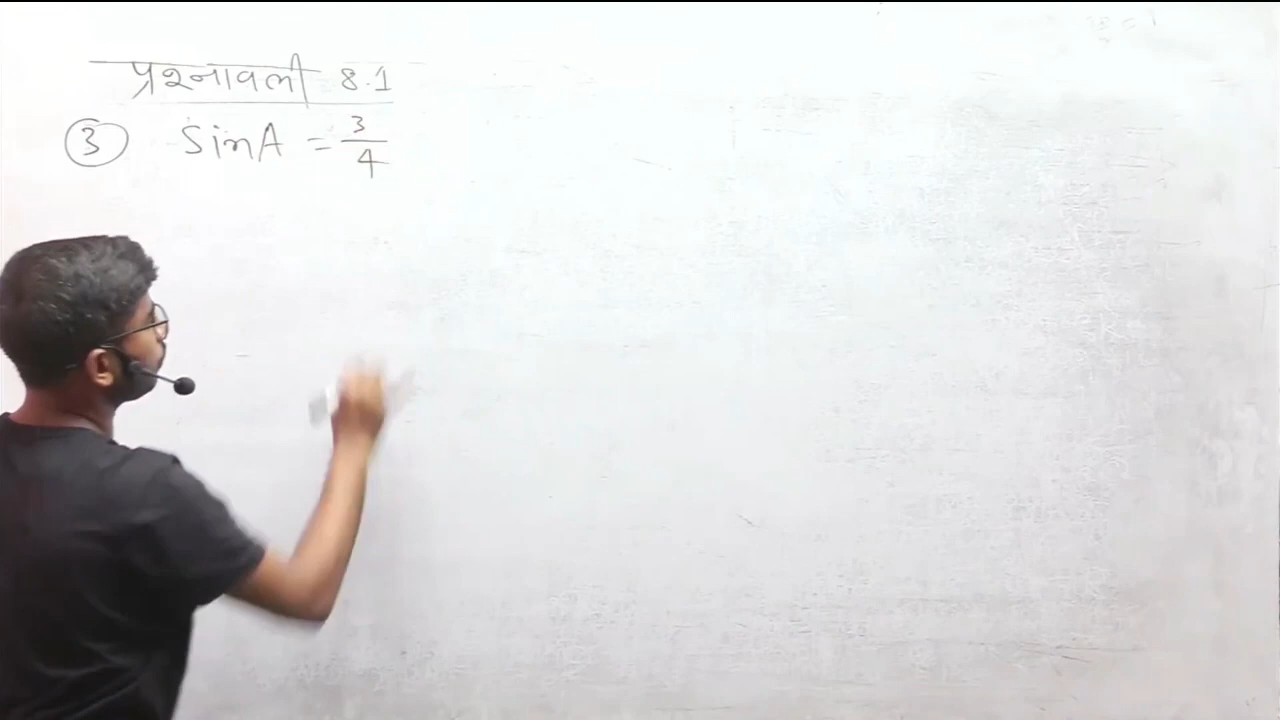 प्रश्नावली 8.1
3 sinA = 3/4